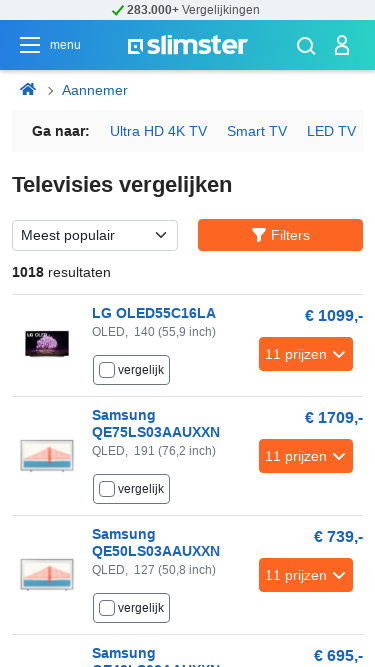 283.000+ Vergelijkingen
menu
slimster
Aannemer
Ga naar: Ultra HD 4K TV Smart TV LED TV
Televisies vergelijken
Meest populair
Filters
1018 resultaten
LG OLED55C16LA
OLED, 140 (55,9 inch)
€ 1099,-
11 prijzen
vergelijk
Samsung
QE75LS03AAUXXN
QLED, 191 (76,2 inch)
€ 1709,-
11 prijzen
vergelijk
Samsung
QE50LS03AAUXXN
QLED, 127 (50,8 inch)
€ 739,-
11 prijzen
vergelijk
Samsung
€ 695,-